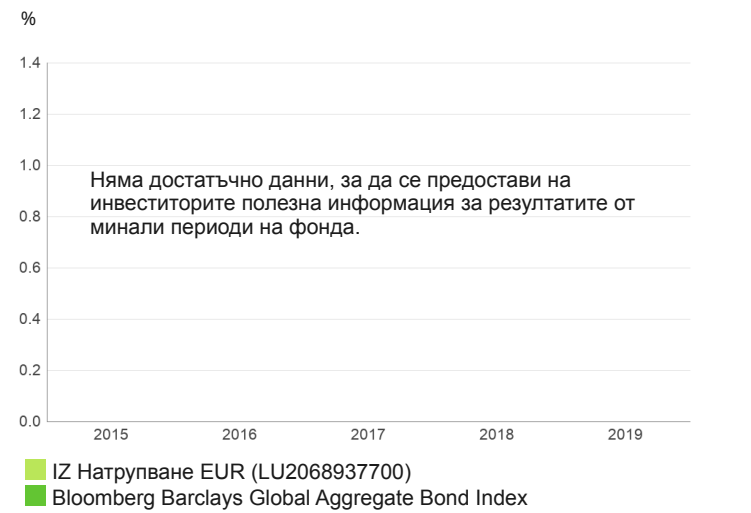 %
1.4
1.2
1.0
Няма достатъчно данни, за да се предостави на
инвеститорите полезна информация за резултатите от
минали периоди на фонда.
0.8
0.6
0.4
0.2
0.0
2015 2016 2017 2018 2019
IZ Натрупване EUR (LU2068937700)
Bloomberg Barclays Global Aggregate Bond Index